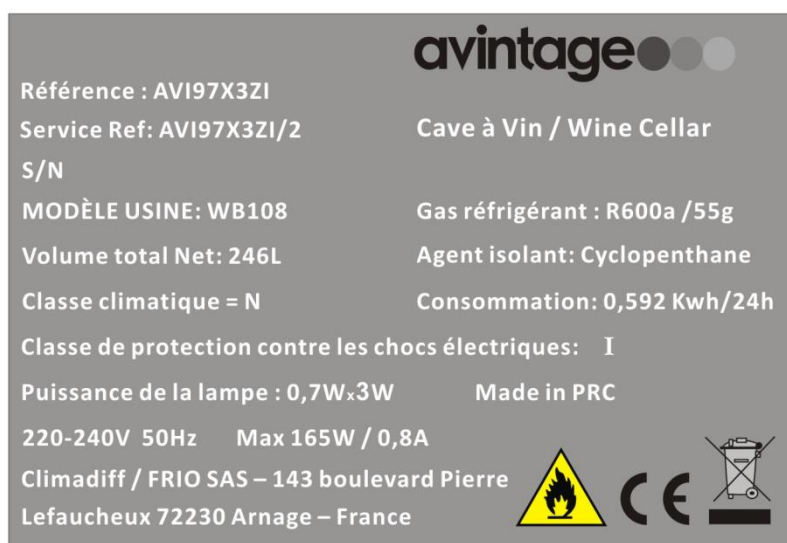 avintage
Référence : AVI97X3ZI
Service Ref: AVI97X3ZI/2
Cave à Vin / Wine Cellar
S/N
MODÈLE USINE: WB108
Gas réfrigérant : R600a /55g
Volume total Net: 246L
Agent isolant: Cyclopenthane
Classe climatique = N
Consommation: 0,592 Kwh/24h
Classe de protection contre les chocs électriques: I
Puissance de la lampe : 0,7Wx3W
Made in PRC
220-240V 50Hz Max 165W / 0,8A
Climadiff / FRIO SAS – 143 boulevard Pierre
Lefaucheux 72230 Arnage – France
CE